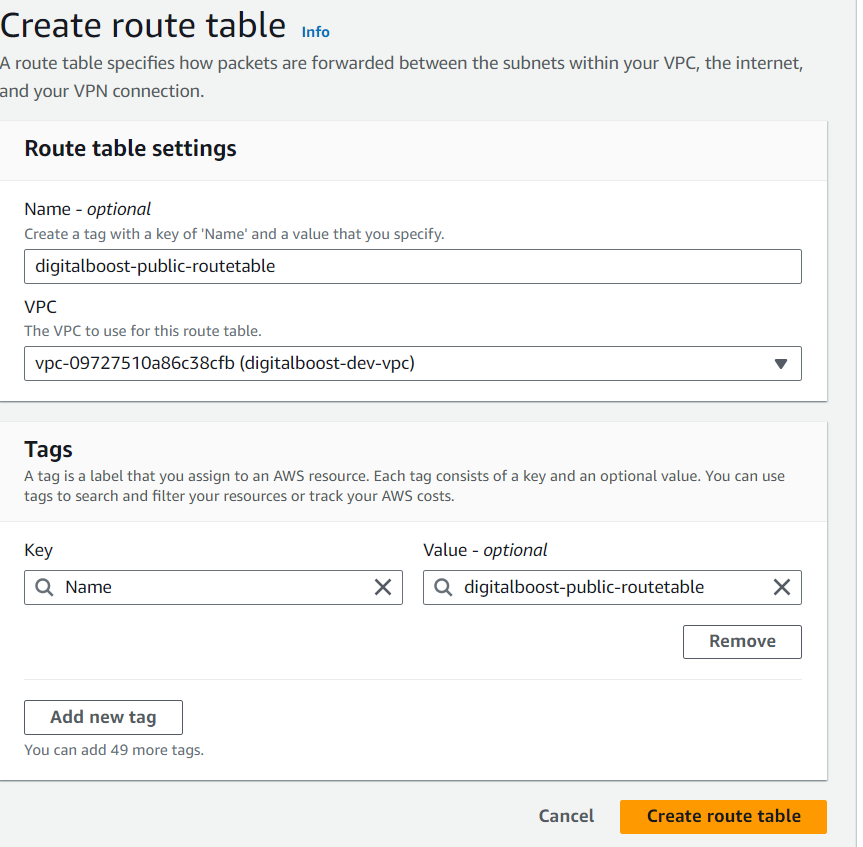 Create route table Info
A route table specifies how packets are forwarded between the subnets within your VPC, the internet,
and your VPN connection.
Route table settings
Name - optional
Create a tag with a key of 'Name' and a value that you specify.
digitalboost-public-routetable
VPC
The VPC to use for this route table.
vpc-09727510a86c38cfb (digitalboost-dev-vpc)
Tags
A tag is a label that you assign to an AWS resource. Each tag consists of a key and an optional value. You can use
tags to search and filter your resources or track your AWS costs.
Key
Value - optional
Name
digitalboost-public-routetable
Remove
Add new tag
You can add 49 more tags.
Cancel
Create route table